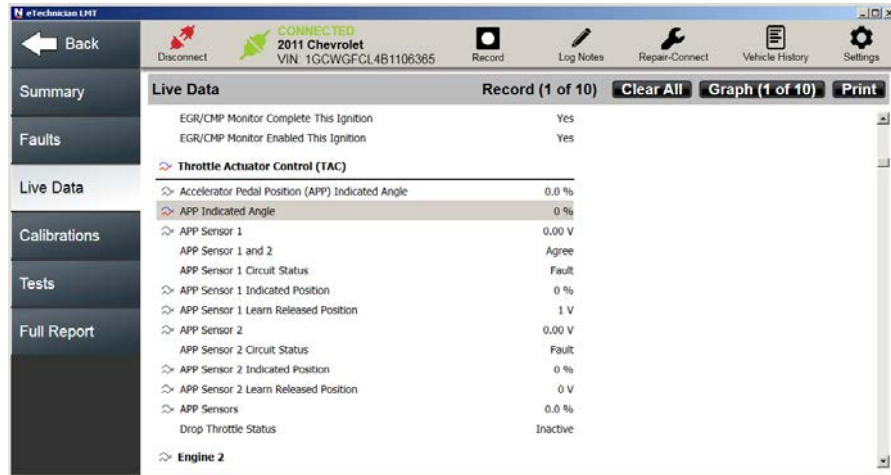 N eTechnician LMT
Back
Disconnect
CONNECTED
2011 Chevrolet
VIN: 1GCWGFCL4B1106365
Record
Log Notes
Repair-Connect
Vehicle History
Settings
Summary
Faults
Live Data
Calibrations
Tests
Full Report
Live Data Record (1 of 10) Clear All Graph (1 of 10) Print
EGR/CMP Monitor Complete This Ignition Yes
EGR/CMP Monitor Enabled This Ignition Yes
Throttle Actuator Control (TAC)
Accelerator Pedal Position (APP) Indicated Angle 0.0 %
APP Indicated Angle 0 %
APP Sensor 1 0.00 V
APP Sensor 1 and 2 Agree
APP Sensor 1 Circuit Status Fault
APP Sensor 1 Indicated Position 0 %
APP Sensor 1 Learn Released Position 1 V
APP Sensor 2 0.00 V
APP Sensor 2 Circuit Status Fault
APP Sensor 2 Indicated Position 0 %
APP Sensor 2 Learn Released Position 0 V
APP Sensors 0.0 %
Drop Throttle Status Inactive
Engine 2